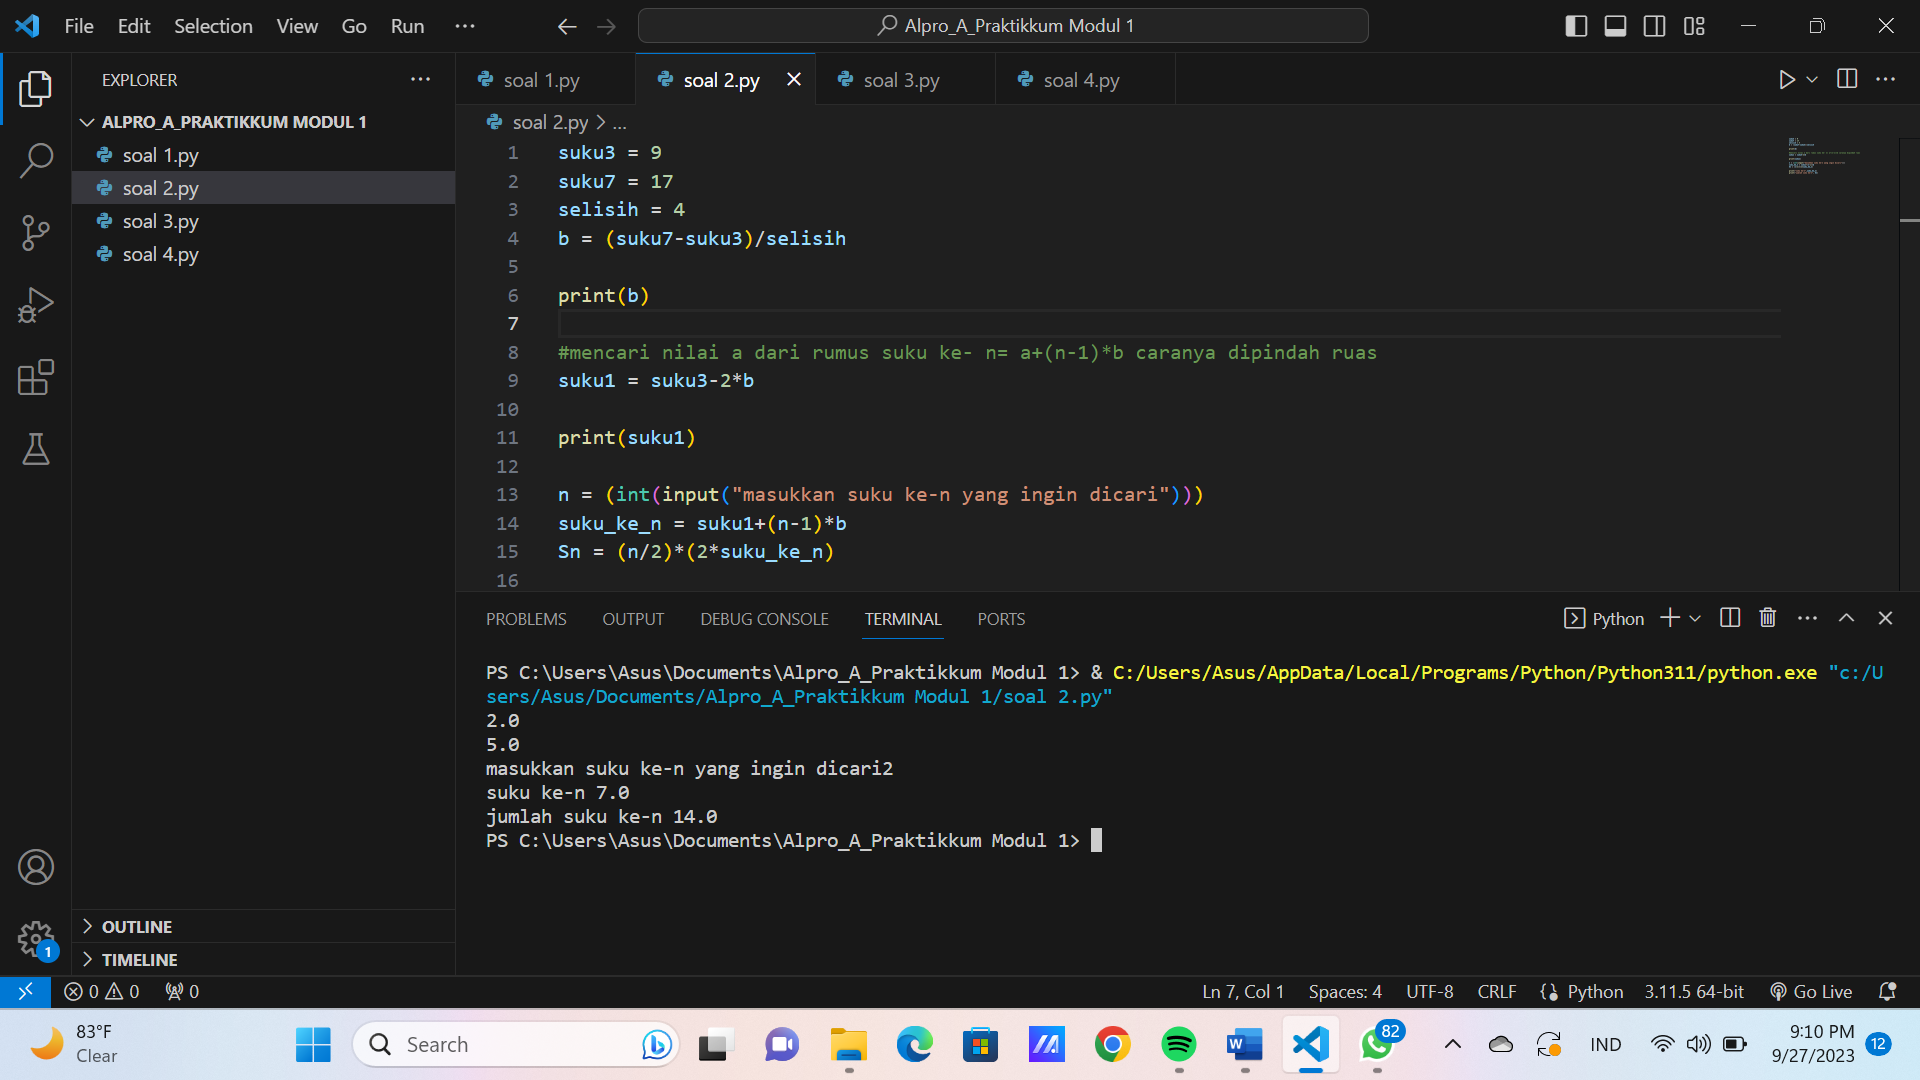 File Edit Selection View Go Run ···
Alpro_A_Praktikkum Modul 1
EXPLORER
soal 1.py soal 2.py soal 3.py soal 4.py
ALPRO_A_PRAKTIKKUM MODUL 1
soal 1.py
soal 2.py
soal 3.py
soal 4.py
soal 2.py > ...
1 suku3 = 9
2 suku7 = 17
3 selisih = 4
4 b = (suku7-suku3)/selisih
5
6 print(b)
7
8 #mencari nilai a dari rumus suku ke- n= a+(n-1)*b caranya dipindah ruas
9 suku1 = suku3-2*b
10
11 print(suku1)
12
13 n = (int(input("masukkan suku ke-n yang ingin dicari")))
14 suku_ke_n = suku1+(n-1)*b
15 Sn = (n/2)*(2*suku_ke_n)
16
PROBLEMS OUTPUT DEBUG CONSOLE TERMINAL PORTS
Python
PS C:\Users\Asus\Documents\Alpro_A_Praktikkum Modul 1> & C:/Users/Asus/AppData/Local/Programs/Python/Python311/python.exe "c:/U
sers/Asus/Documents/Alpro_A_Praktikkum Modul 1/soal 2.py"
2.0
5.0
masukkan suku ke-n yang ingin dicari2
suku ke-n 7.0
jumlah suku ke-n 14.0
PS C:\Users\Asus\Documents\Alpro_A_Praktikkum Modul 1>
OUTLINE
TIMELINE
1
0 0 0
Ln 7, Col 1 Spaces: 4 UTF-8 CRLF Python 3.11.5 64-bit Go Live
83°F
Clear
Search
82
IND
9:10 PM
9/27/2023
12